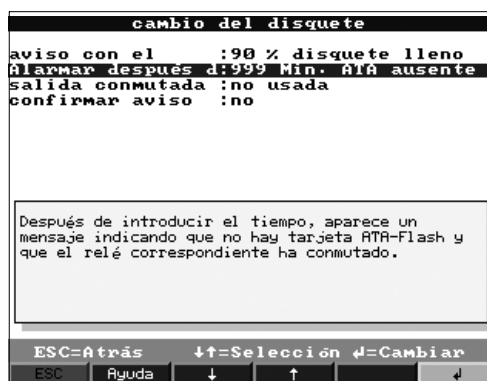 cambio del disquete
aviso con el :90 % disquete lleno
Alarmar después d:999 Min. ATA ausente
salida conmutada :no usada
confirmar aviso :no
Después de introducir el tiempo, aparece un
mensaje indicando que no hay tarjeta ATA-Flash y
que el relé correspondiente ha conmutado.
ESC=Atrás ↓↑=Selección ↲=Cambiar
ESC Ayuda ↓ ↑ ↲